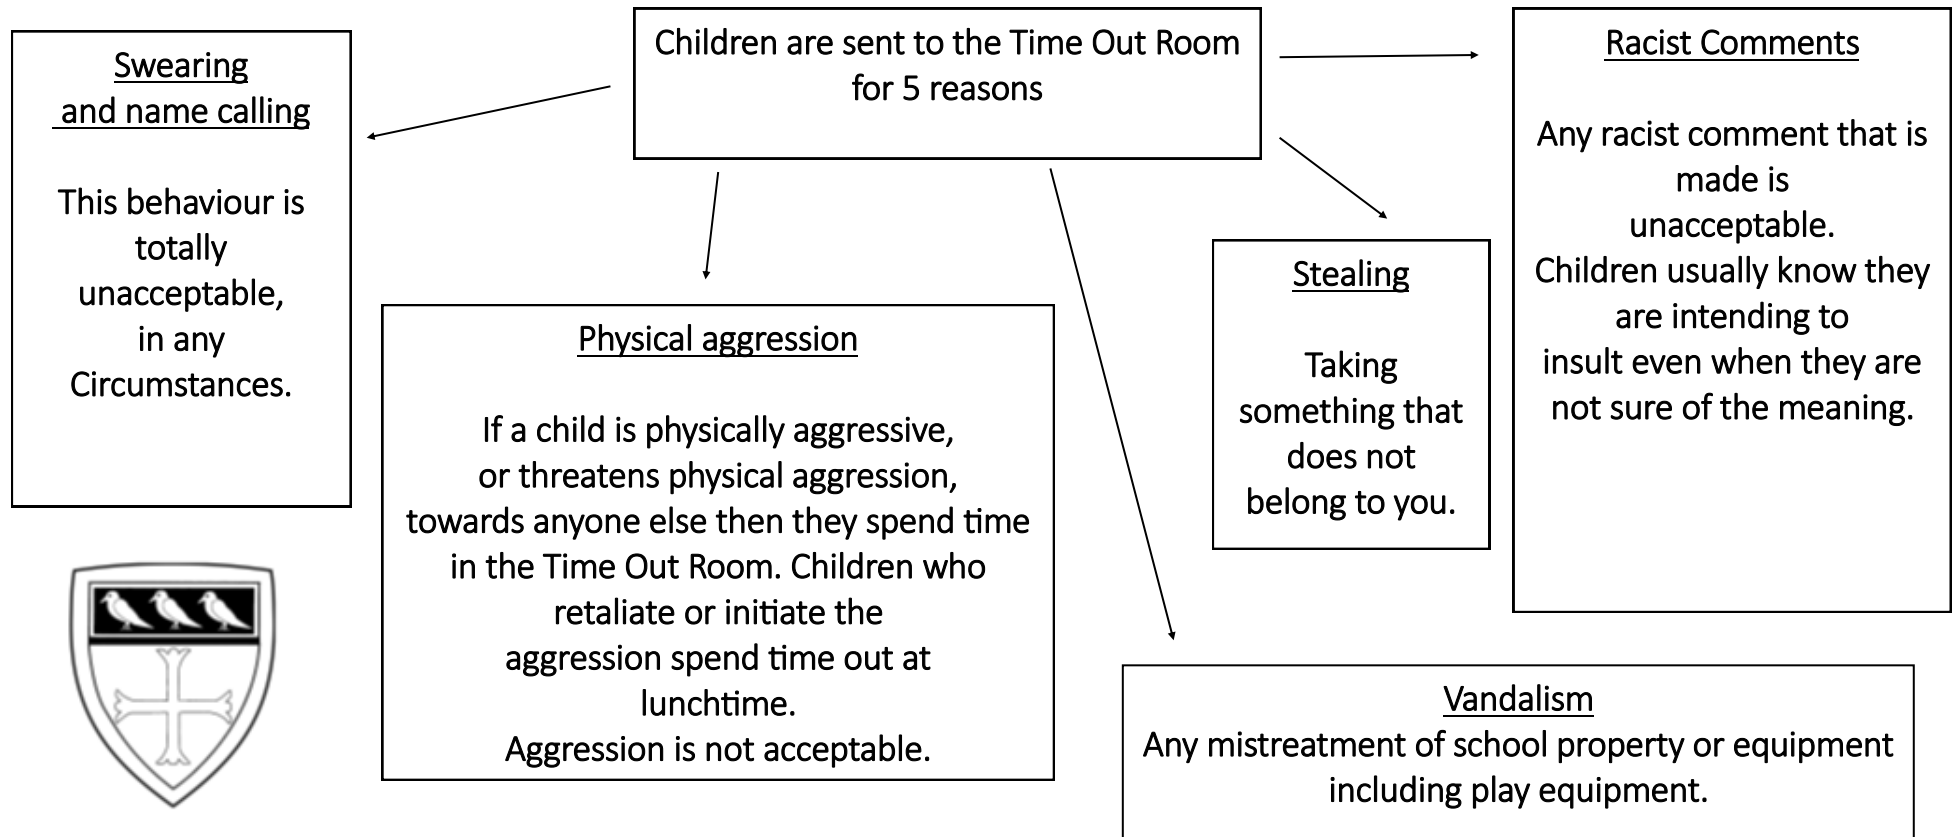 Children are sent to the Time Out Room
for 5 reasons
Swearing
and name calling
This behaviour is
totally
unacceptable,
in any
Circumstances.
Physical aggression
If a child is physically aggressive,
or threatens physical aggression,
towards anyone else then they spend time
in the Time Out Room. Children who
retaliate or initiate the
aggression spend time out at
lunchtime.
Aggression is not acceptable.
Stealing
Taking
something that
does not
belong to you.
Racist Comments
Any racist comment that is
made is
unacceptable.
Children usually know they
are intending to
insult even when they are
not sure of the meaning.
Vandalism
Any mistreatment of school property or equipment
including play equipment.